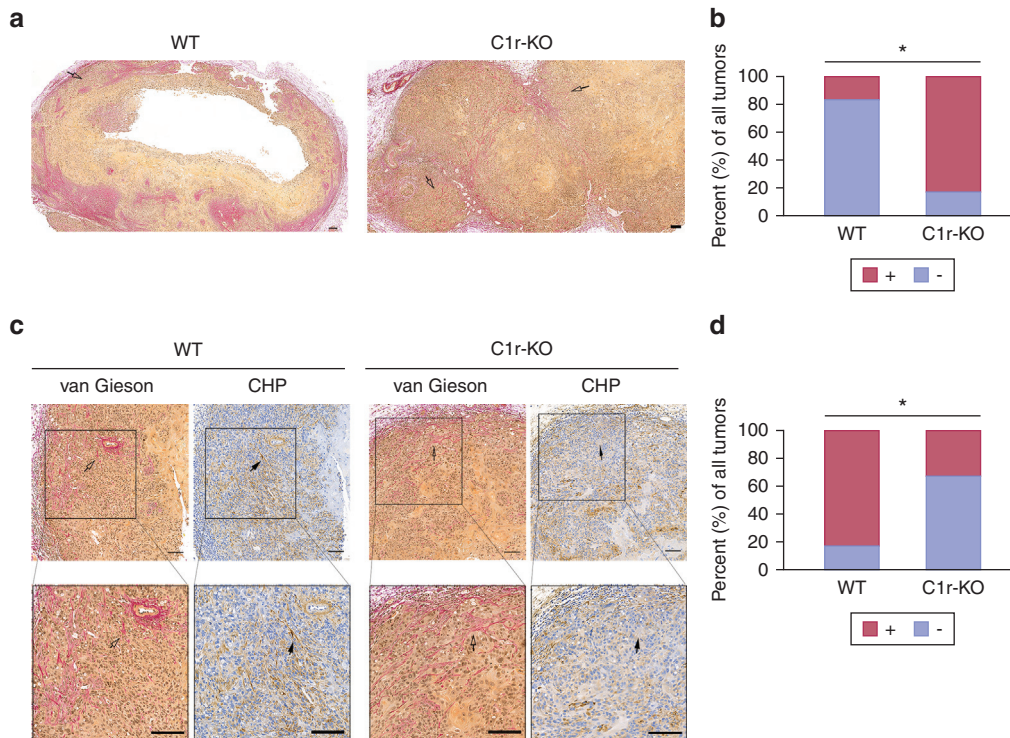 a
WT
C1r-KO
b
*
Percent (%) of all tumors
100
80
60
40
20
0
WT
C1r-KO
+ -
c
WT
C1r-KO
van Gieson
CHP
van Gieson
CHP
d
*
Percent (%) of all tumors
100
80
60
40
20
0
WT
C1r-KO
+ -